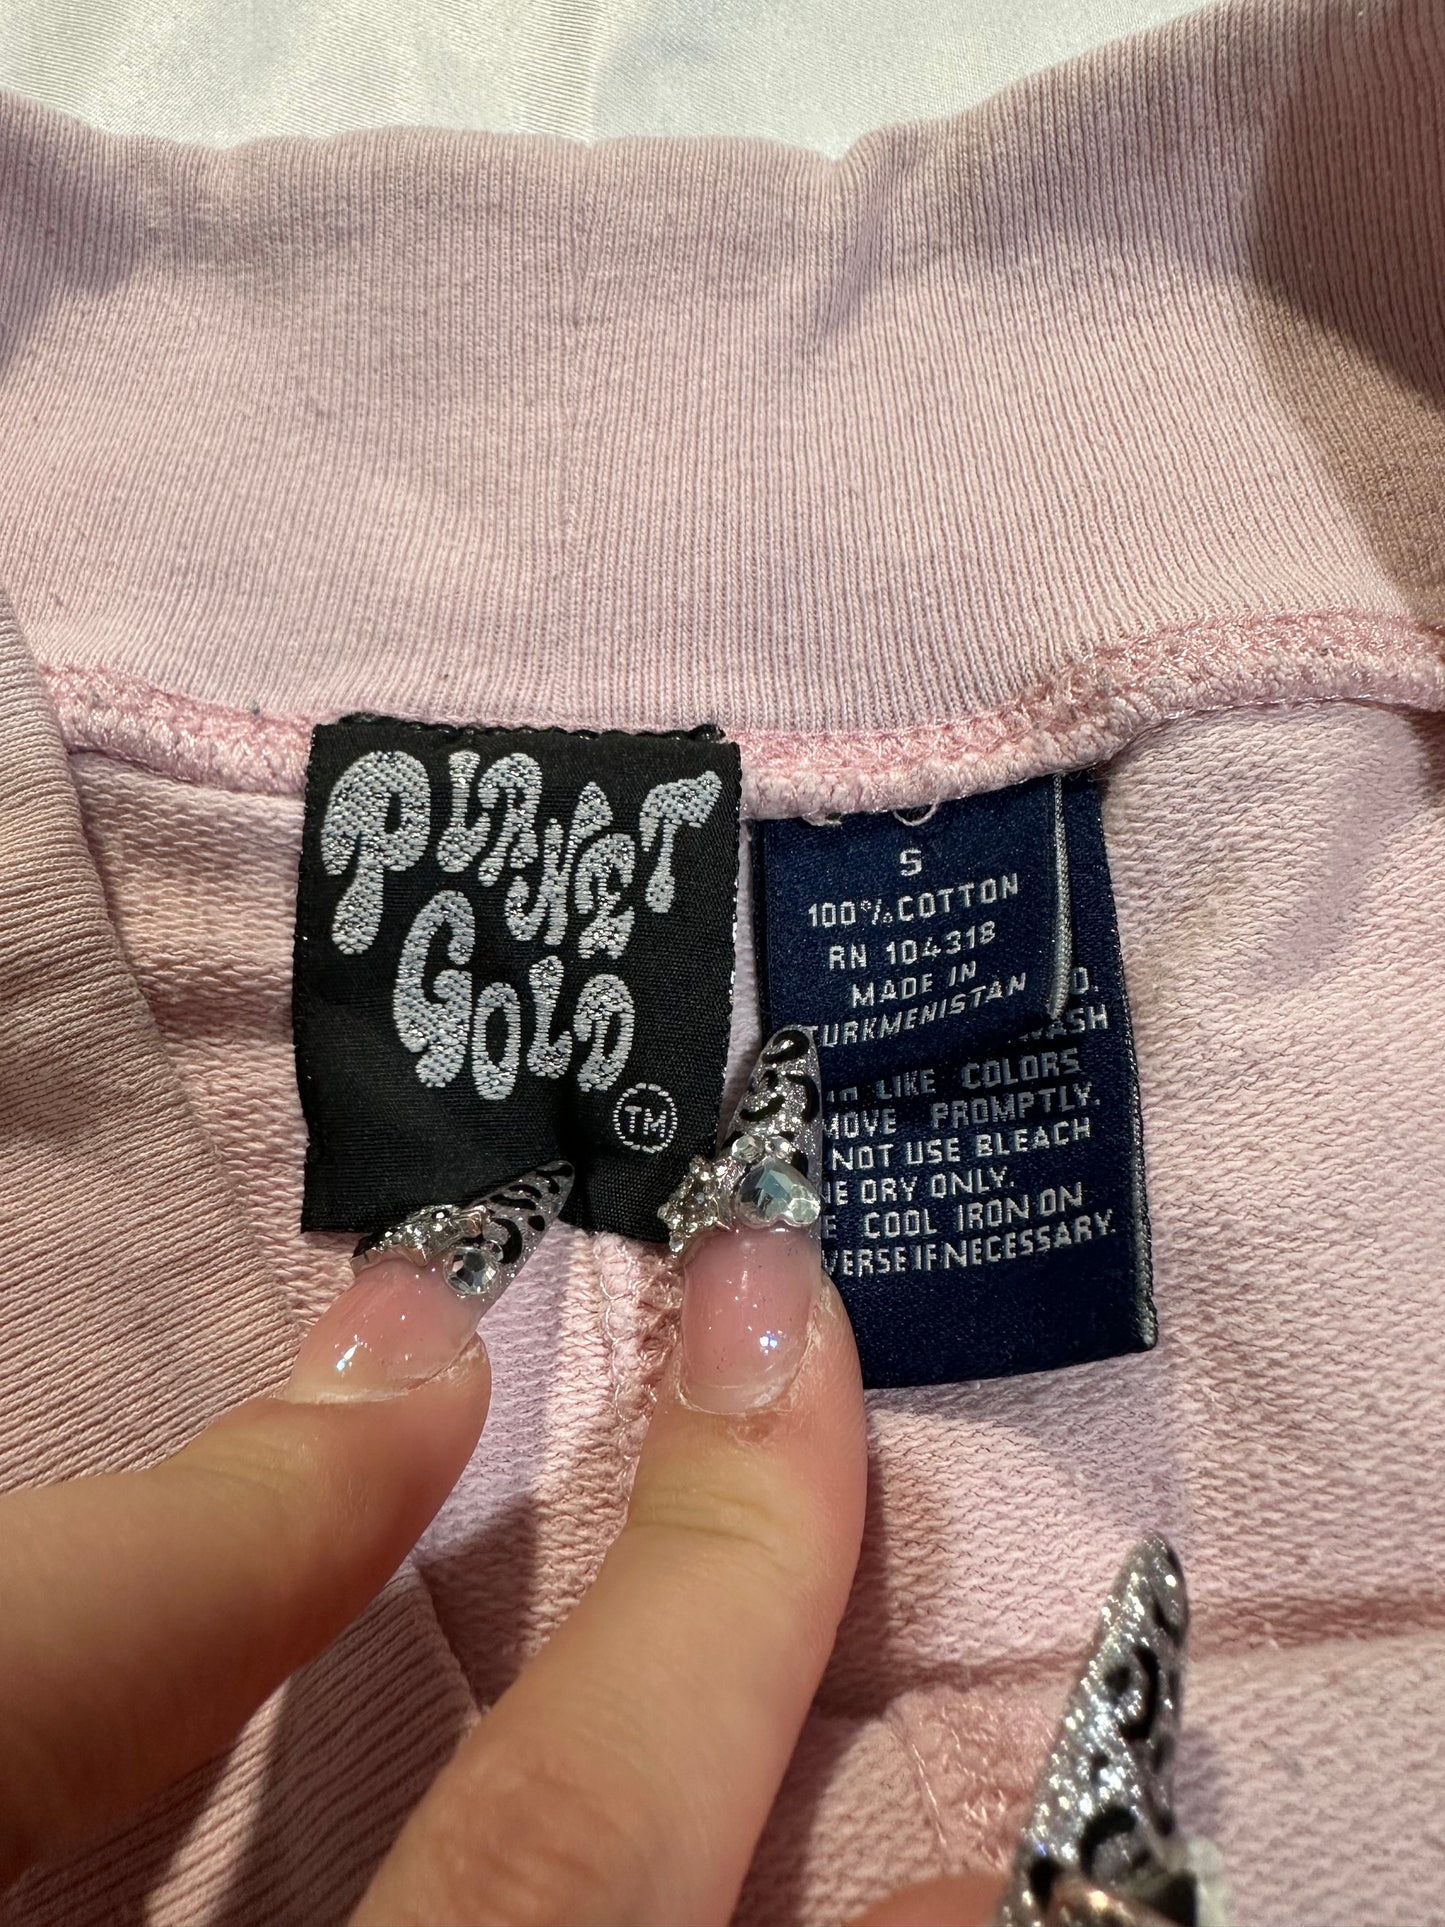 PLANET
GOLD
TM
S
100% COTTON
RN 104318
MADE IN
TURKMENISTAN
LIKE COLORS
PROMPTLY.
NOT USE BLEACH
DRY ONLY.
COOL IRON ON
IF NECESSARY